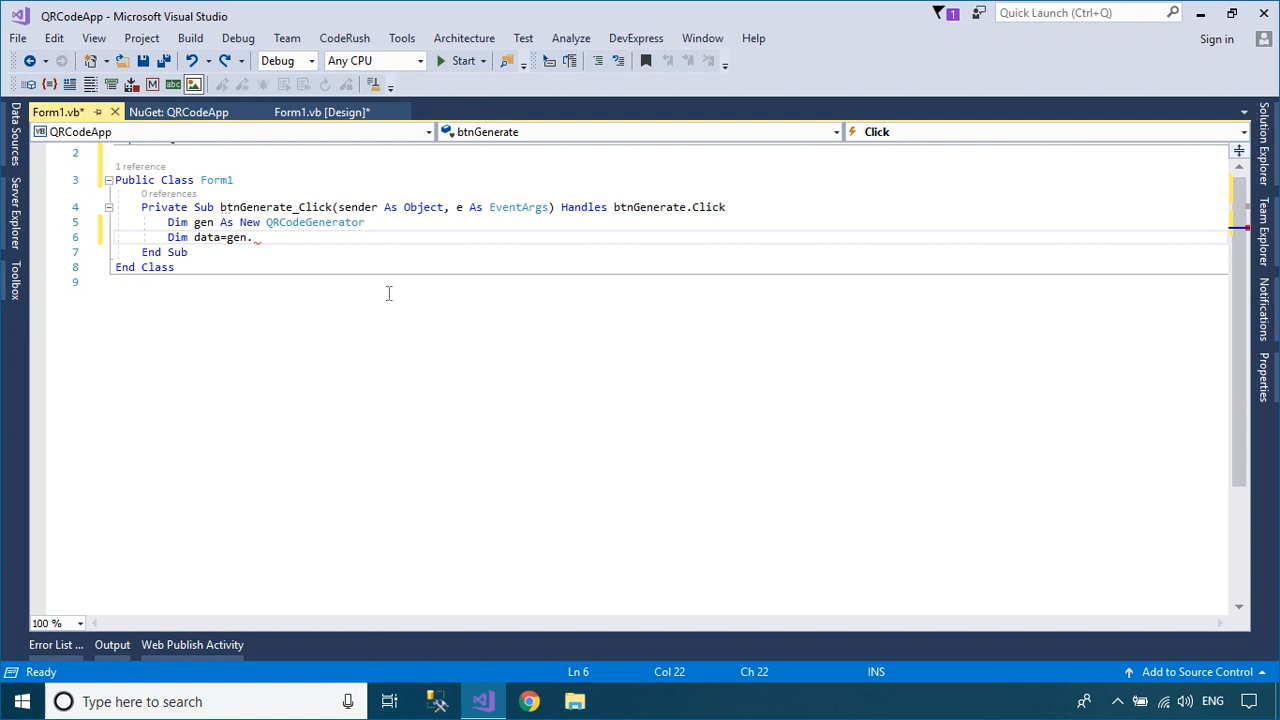 QRCodeApp - Microsoft Visual Studio
1
Quick Launch (Ctrl+Q)
File Edit View Project Build Debug Team CodeRush Tools Architecture Test Analyze DevExpress Window Help
Sign in
Debug Any CPU Start
Form1.vb* NuGet: QRCodeApp Form1.vb [Design]*
QRCodeApp btnGenerate Click
Data Sources
Server Explorer
Toolbox
2
1 reference
3 Public Class Form1
0 references
4 Private Sub btnGenerate_Click(sender As Object, e As EventArgs) Handles btnGenerate.Click
5 Dim gen As New QRCodeGenerator
6 Dim data=gen.
7 End Sub
8 End Class
9
Solution Explorer
Team Explorer
Notifications
Properties
100 %
Error List ... Output Web Publish Activity
Ready Ln 6 Col 22 Ch 22 INS Add to Source Control
Type here to search ENG